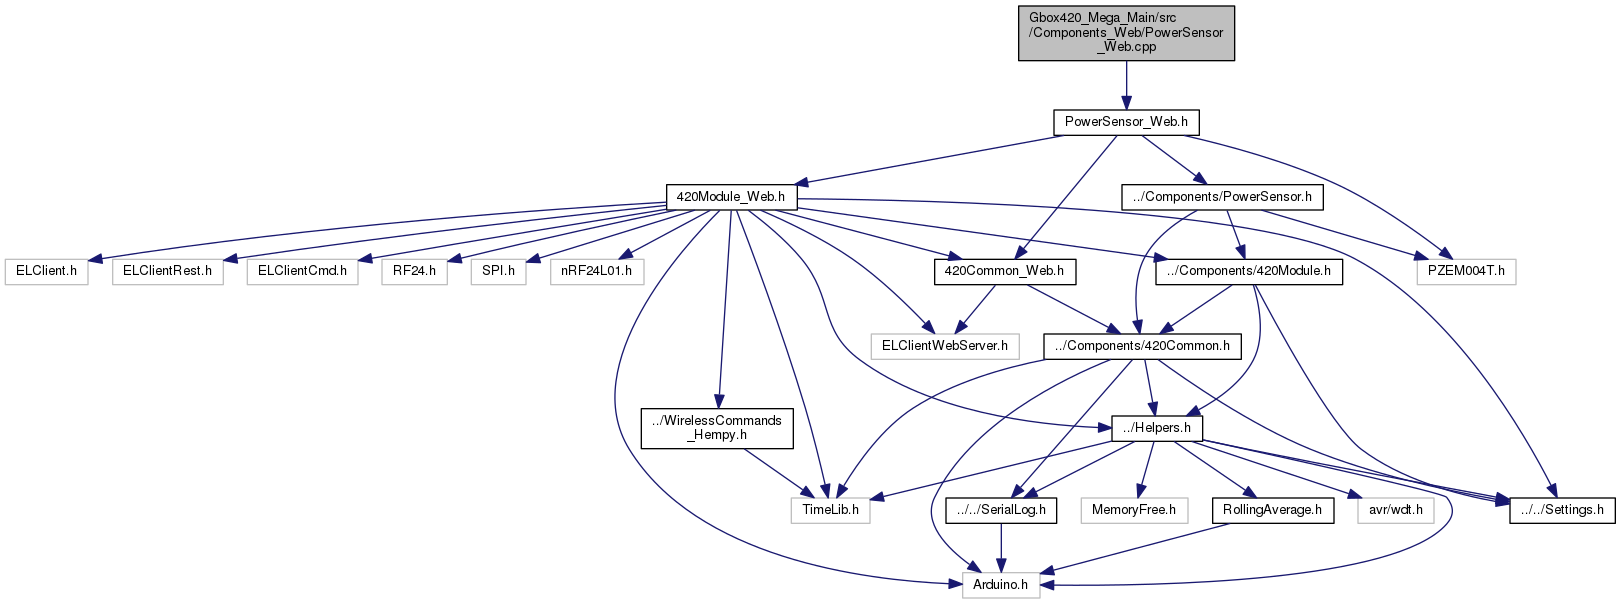 Gbox420_Mega_Main/src
/Components_Web/PowerSensor
_Web.cpp
PowerSensor_Web.h
420Module_Web.h
../Components/PowerSensor.h
ELClient.h
ELClientRest.h
ELClientCmd.h
RF24.h
SPI.h
nRF24L01.h
420Common_Web.h
../Components/420Module.h
PZEM004T.h
ELClientWebServer.h
../Components/420Common.h
../WirelessCommands
_Hempy.h
../Helpers.h
TimeLib.h
../../SerialLog.h
MemoryFree.h
RollingAverage.h
avr/wdt.h
../../Settings.h
Arduino.h